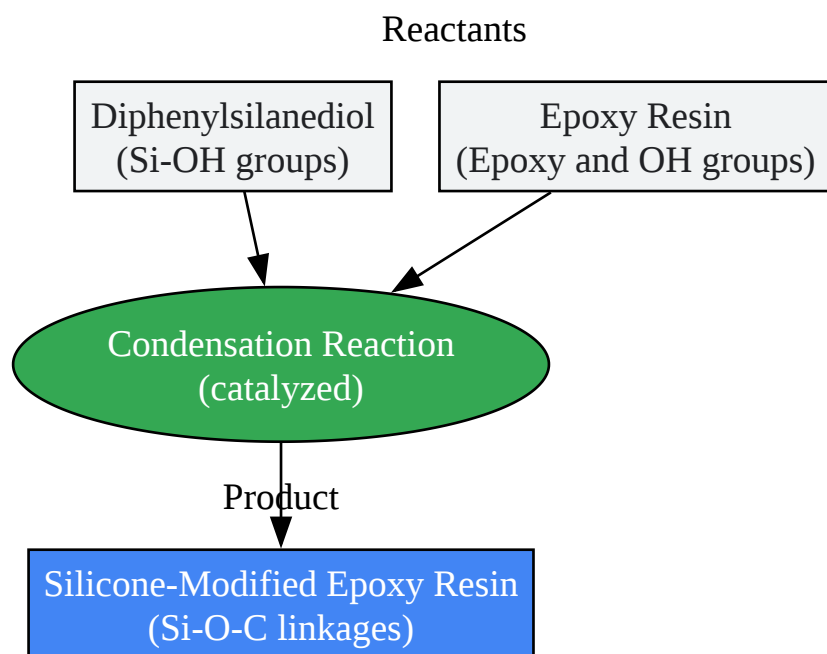 Reactants
Diphenylsilanediol
(Si-OH groups)
Epoxy Resin
(Epoxy and OH groups)
Condensation Reaction
(catalyzed)
Product
Silicone-Modified Epoxy Resin
(Si-O-C linkages)